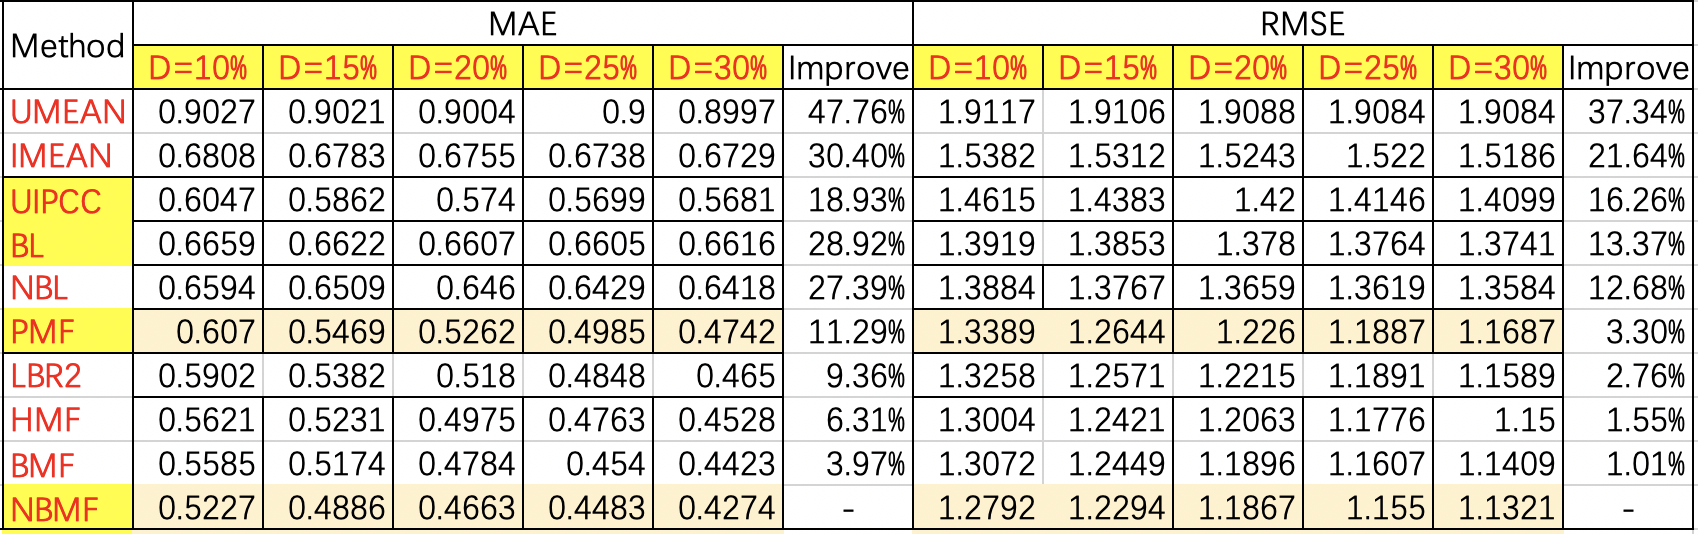 Method MAE RMSE
D=10% D=15% D=20% D=25% D=30% Improve D=10% D=15% D=20% D=25% D=30% Improve
UMEAN 0.9027 0.9021 0.9004 0.9 0.8997 47.76% 1.9117 1.9106 1.9088 1.9084 1.9084 37.34%
IMEAN 0.6808 0.6783 0.6755 0.6738 0.6729 30.40% 1.5382 1.5312 1.5243 1.522 1.5186 21.64%
UIPCC 0.6047 0.5862 0.574 0.5699 0.5681 18.93% 1.4615 1.4383 1.42 1.4146 1.4099 16.26%
BL 0.6659 0.6622 0.6607 0.6605 0.6616 28.92% 1.3919 1.3853 1.378 1.3764 1.3741 13.37%
NBL 0.6594 0.6509 0.646 0.6429 0.6418 27.39% 1.3884 1.3767 1.3659 1.3619 1.3584 12.68%
PMF 0.607 0.5469 0.5262 0.4985 0.4742 11.29% 1.3389 1.2644 1.226 1.1887 1.1687 3.30%
LBR2 0.5902 0.5382 0.518 0.4848 0.465 9.36% 1.3258 1.2571 1.2215 1.1891 1.1589 2.76%
HMF 0.5621 0.5231 0.4975 0.4763 0.4528 6.31% 1.3004 1.2421 1.2063 1.1776 1.15 1.55%
BMF 0.5585 0.5174 0.4784 0.454 0.4423 3.97% 1.3072 1.2449 1.1896 1.1607 1.1409 1.01%
NBMF 0.5227 0.4886 0.4663 0.4483 0.4274 - 1.2792 1.2294 1.1867 1.155 1.1321 -